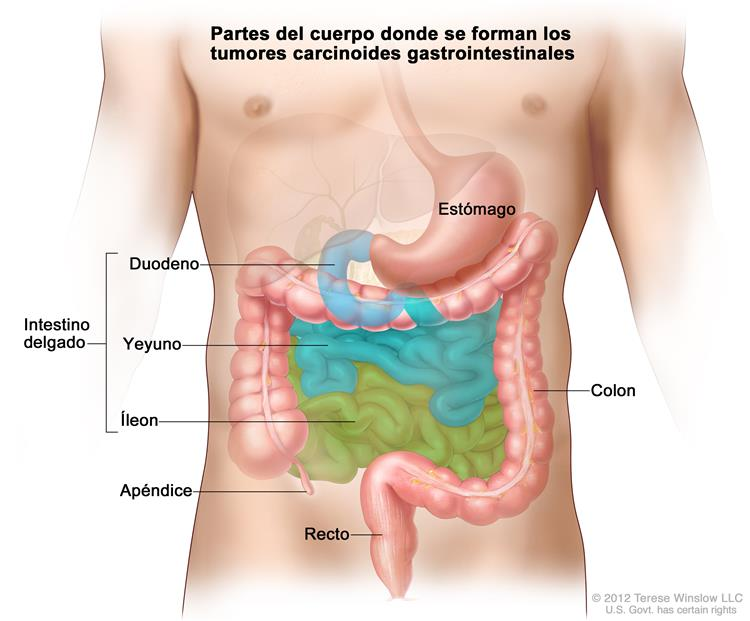 Partes del cuerpo donde se forman los
tumores carcinoides gastrointestinales
Estómago
Duodeno
Intestino
delgado
Yeyuno
Colon
Íleon
Apéndice
Recto
© 2012 Terese Winslow LLC
U.S. Govt. has certain rights